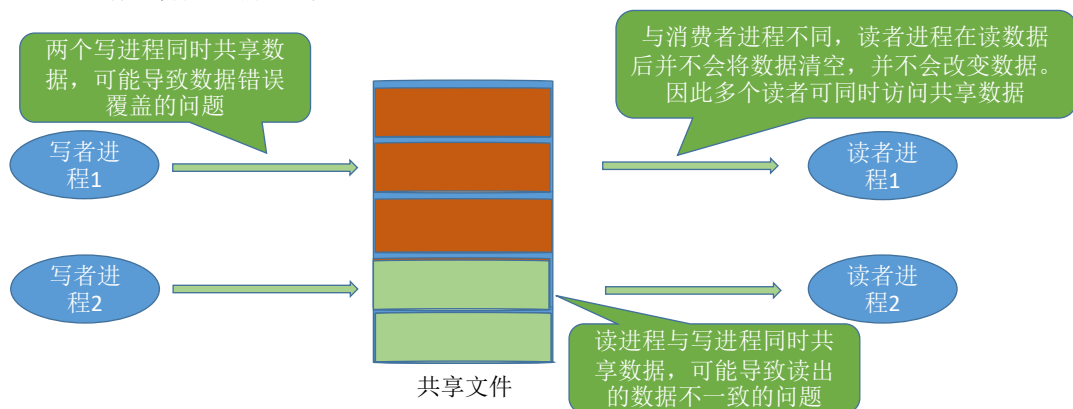 两个写进程同时共享数
据，可能导致数据错误
覆盖的问题
与消费者进程不同，读者进程在读数据
后并不会将数据清空，并不会改变数据。
因此多个读者可同时访问共享数据
写者进
程1
读者进
程1
写者进
程2
读者进
程2
读进程与写进程同时共
享数据，可能导致读出
的数据不一致的问题
共享文件